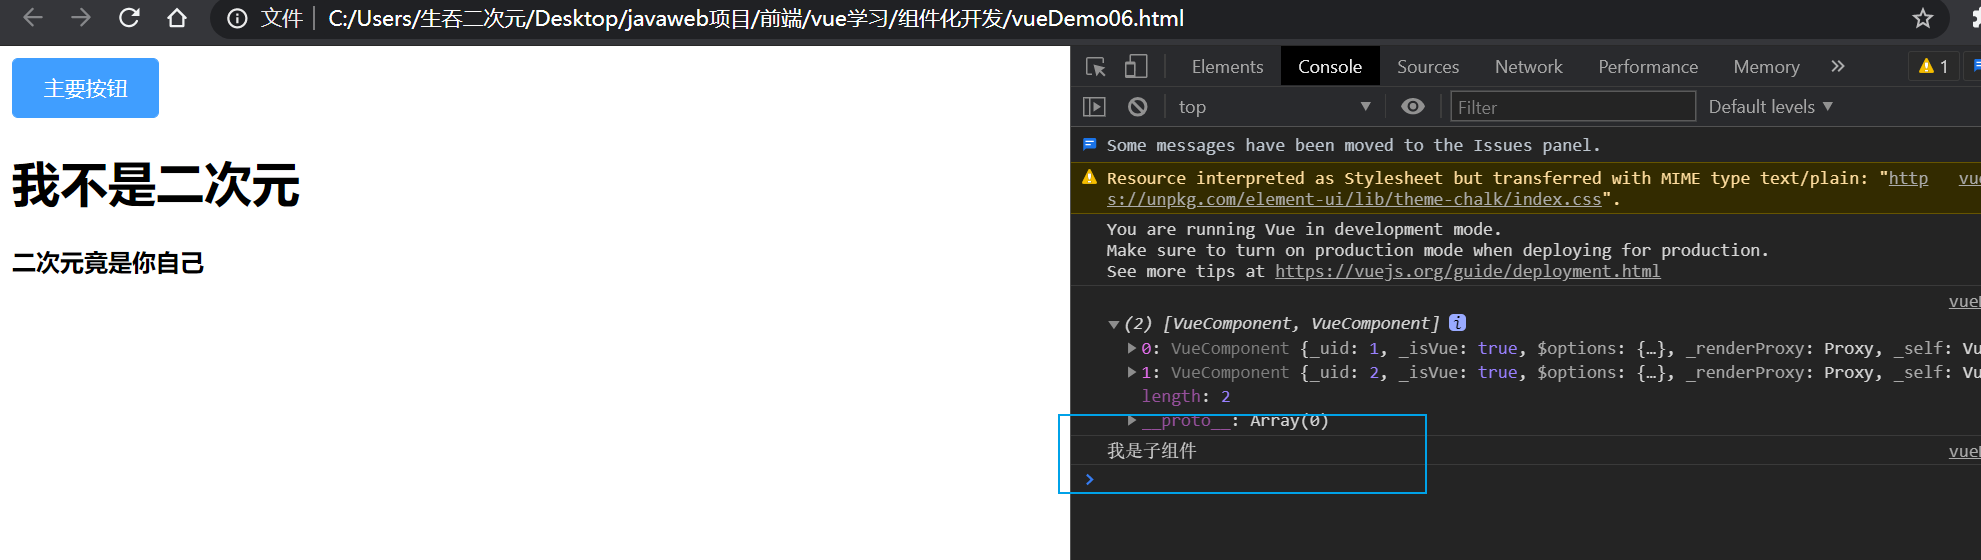 文件 C:/Users/生吞二次元/Desktop/javaweb项目/前端/vue学习/组件化开发/vueDemo06.html
主要按钮
我不是二次元
二次元竟是你自己
Elements Console Sources Network Performance Memory 1
top Filter Default levels
Some messages have been moved to the Issues panel.
Resource interpreted as Stylesheet but transferred with MIME type text/plain: "http
s://unpkg.com/element-ui/lib/theme-chalk/index.css".
You are running Vue in development mode.
Make sure to turn on production mode when deploying for production.
See more tips at https://vuejs.org/guide/deployment.html
(2) [VueComponent, VueComponent] i
0: VueComponent {_uid: 1, _isVue: true, $options: {…}, _renderProxy: Proxy, _self: Vu
1: VueComponent {_uid: 2, _isVue: true, $options: {…}, _renderProxy: Proxy, _self: Vu
length: 2
__proto__: Array(0)
我是子组件